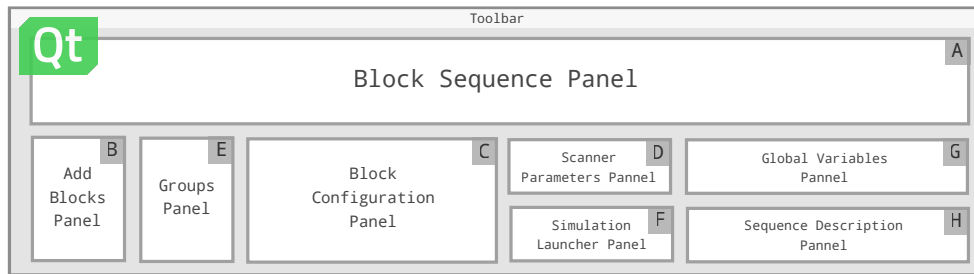 Toolbar
Qt
A
Block Sequence Panel
B
Add
Blocks
Panel
E
Groups
Panel
C
Block
Configuration
Panel
D
Scanner
Parameters Pannel
G
Global Variables
Pannel
F
Simulation
Launcher Panel
H
Sequence Description
Pannel